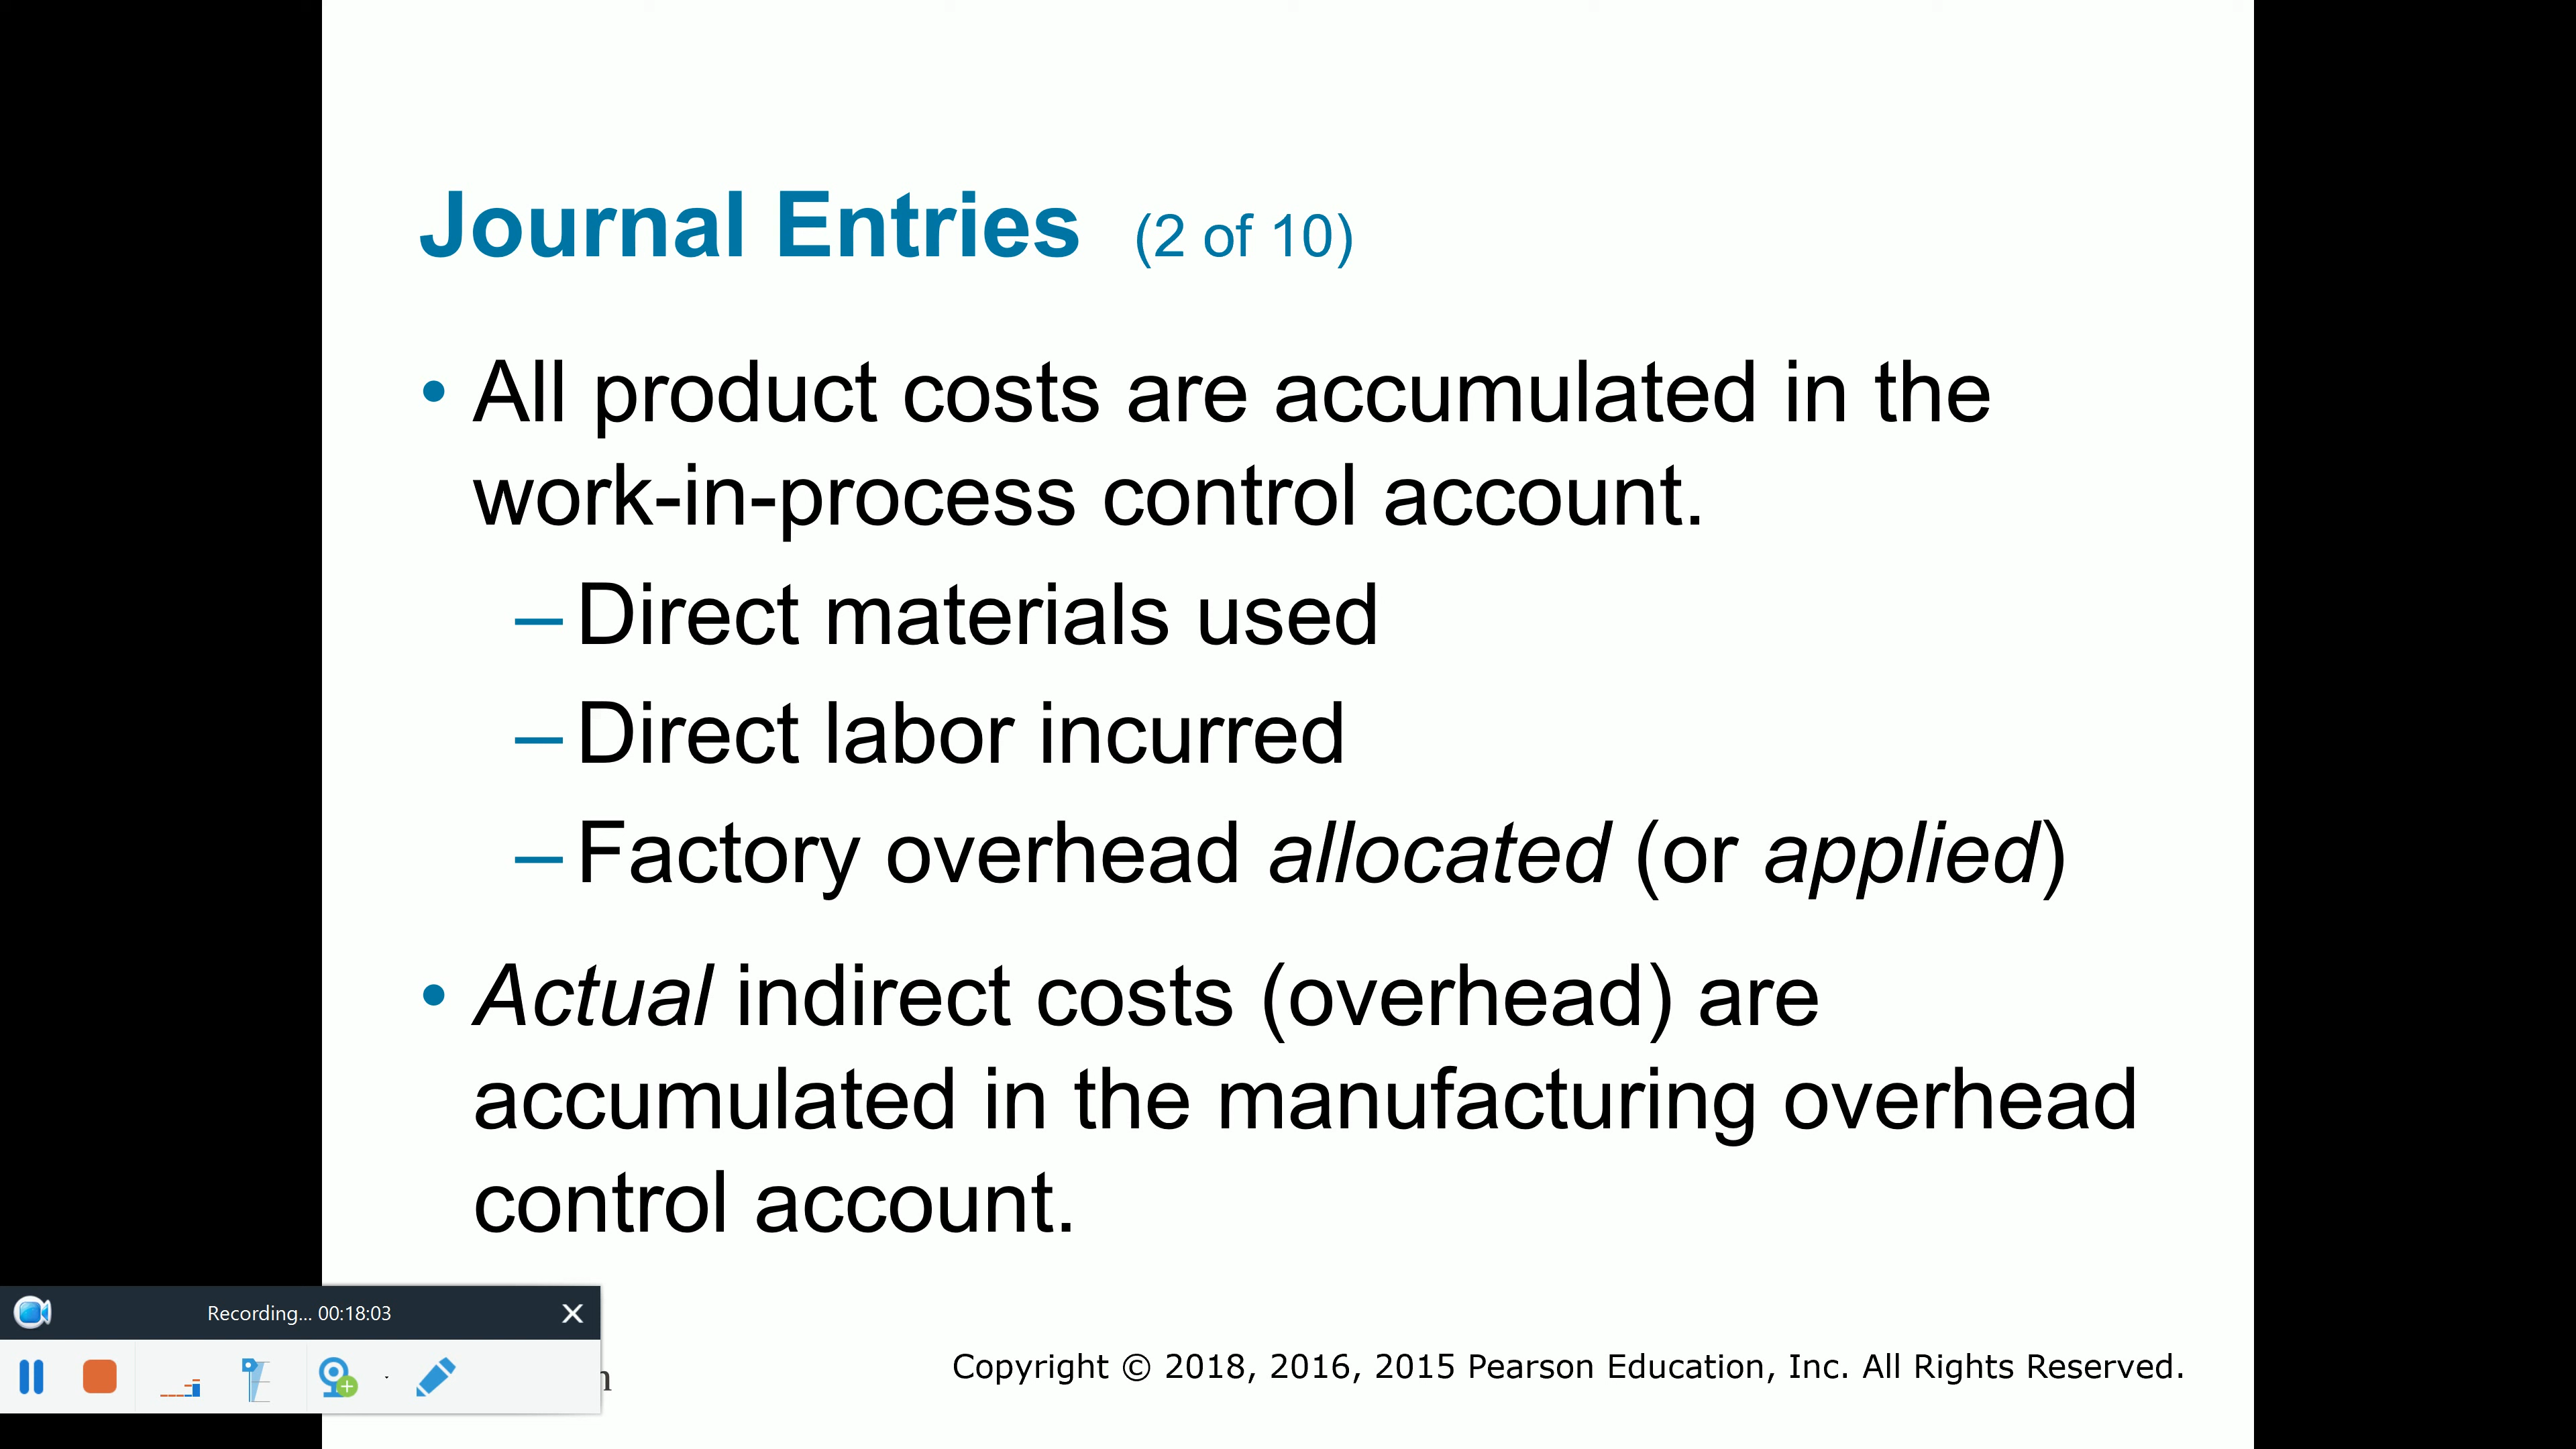 Journal Entries (2 of 10)
• All product costs are accumulated in the
work-in-process control account.
– Direct materials used
– Direct labor incurred
– Factory overhead allocated (or applied)
• Actual indirect costs (overhead) are
accumulated in the manufacturing overhead
control account.
Recording... 00:18:03
Copyright © 2018, 2016, 2015 Pearson Education, Inc. All Rights Reserved.